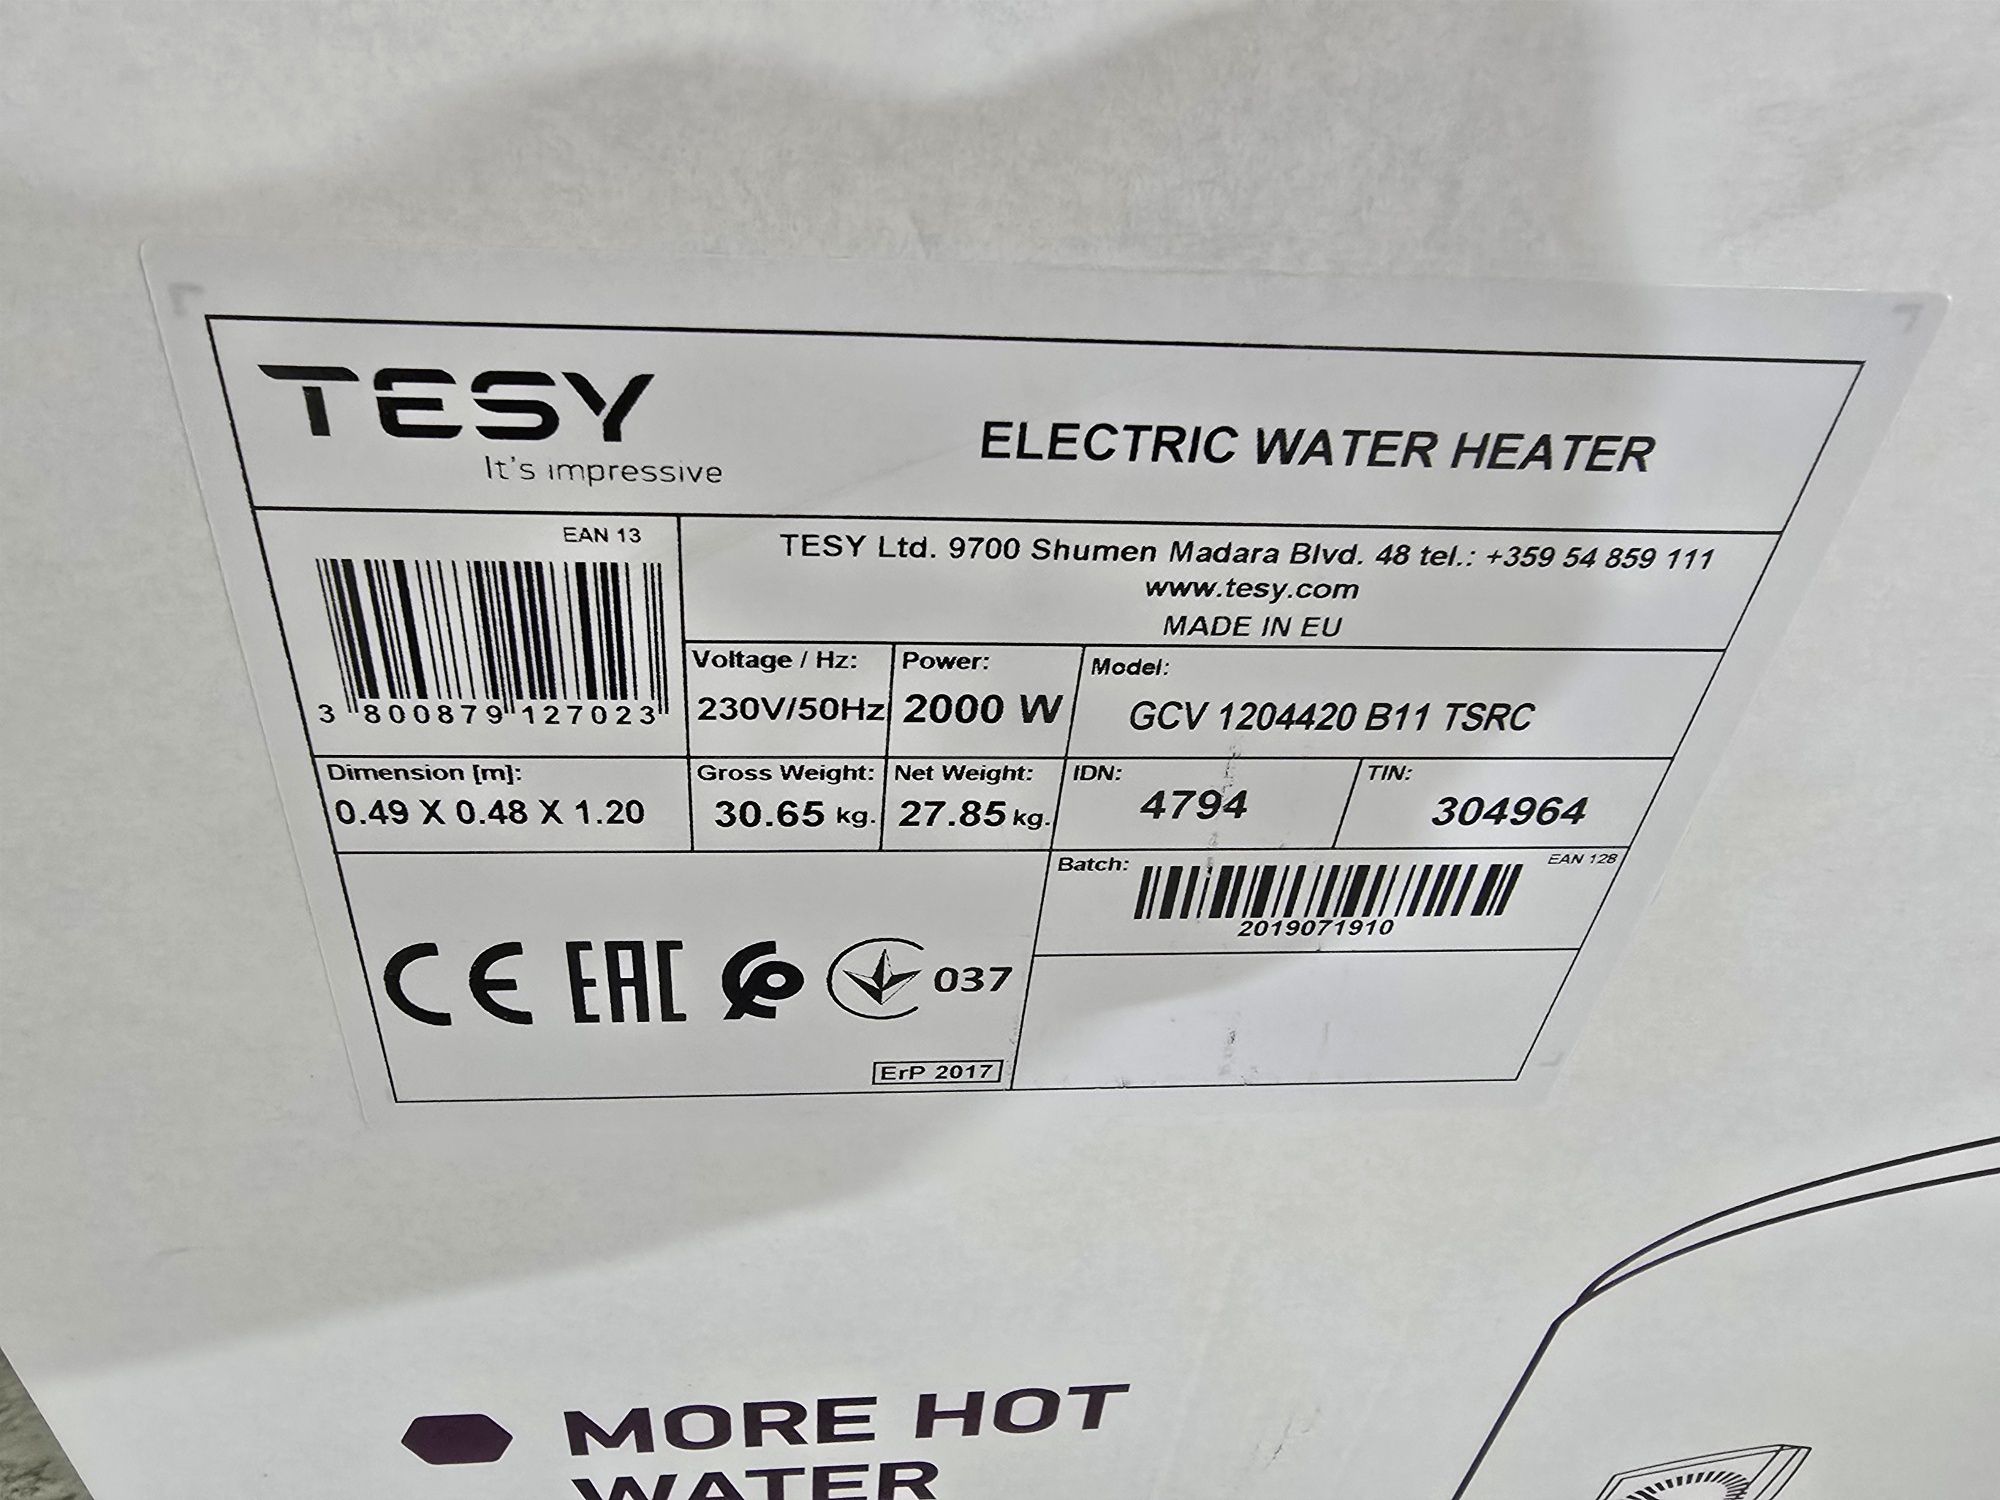 TESY
It's impressive
ELECTRIC WATER HEATER
EAN 13
3 800879 127023
TESY Ltd. 9700 Shumen Madara Blvd. 48 tel.: +359 54 859 111
www.tesy.com
MADE IN EU
Voltage / Hz:
230V/50Hz
Power:
2000 W
Model:
GCV 1204420 B11 TSRC
Dimension [m]:
0.49 X 0.48 X 1.20
Gross Weight:
30.65 kg.
Net Weight:
27.85 kg.
IDN:
4794
TIN:
304964
Batch:
EAN 128
2019071910
CE EAC 037
ErP 2017
MORE HOT
WATER